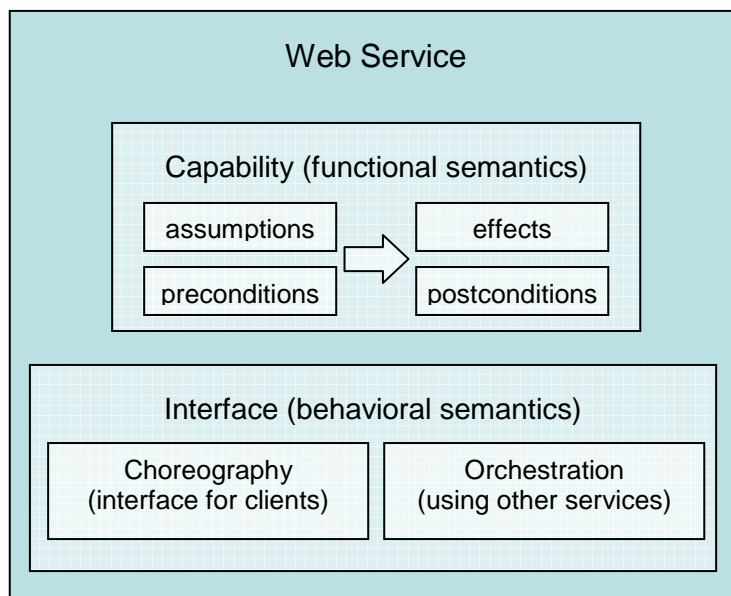 Web Service
Capability (functional semantics)
assumptions
effects
preconditions
postconditions
Interface (behavioral semantics)
Choreography
(interface for clients)
Orchestration
(using other services)